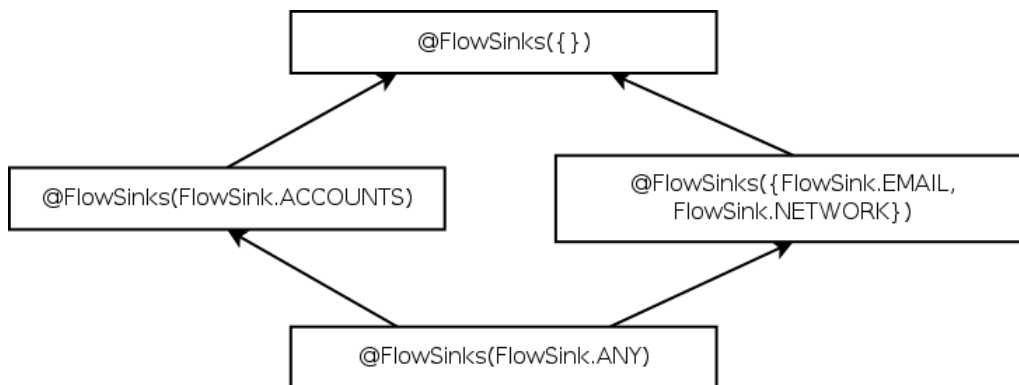 @FlowSinks({ })
@FlowSinks(FlowSink.ACCOUNTS)
@FlowSinks({FlowSink.EMAIL,
FlowSink.NETWORK})
@FlowSinks(FlowSink.ANY)